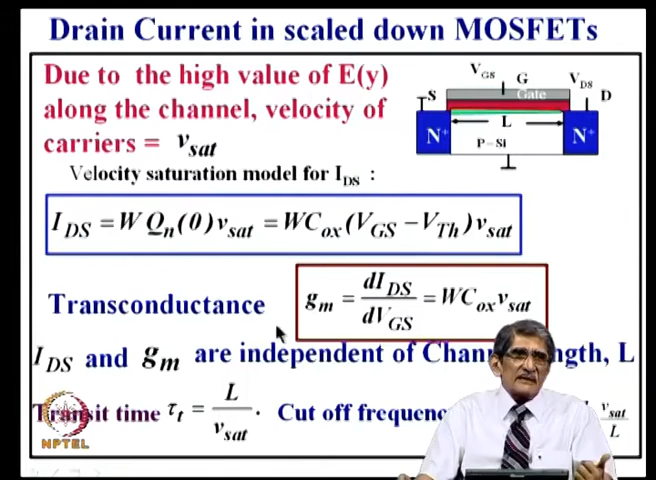 Drain Current in scaled down MOSFETs
Due to the high value of E(y)
along the channel, velocity of
carriers = v_sat
V_GS G V_DS
S Gate D
L
N⁺ P-Si N⁺
Velocity saturation model for I_DS :
I_DS = W Q_n(0) v_sat = WC_ox (V_GS − V_Th) v_sat
Transconductance g_m = dI_DS / dV_GS = WC_ox v_sat
I_DS and g_m are independent of Chann ngth, L
Transit time τ_t = L / v_sat . Cut off frequenc v_sat / L
NPTEL